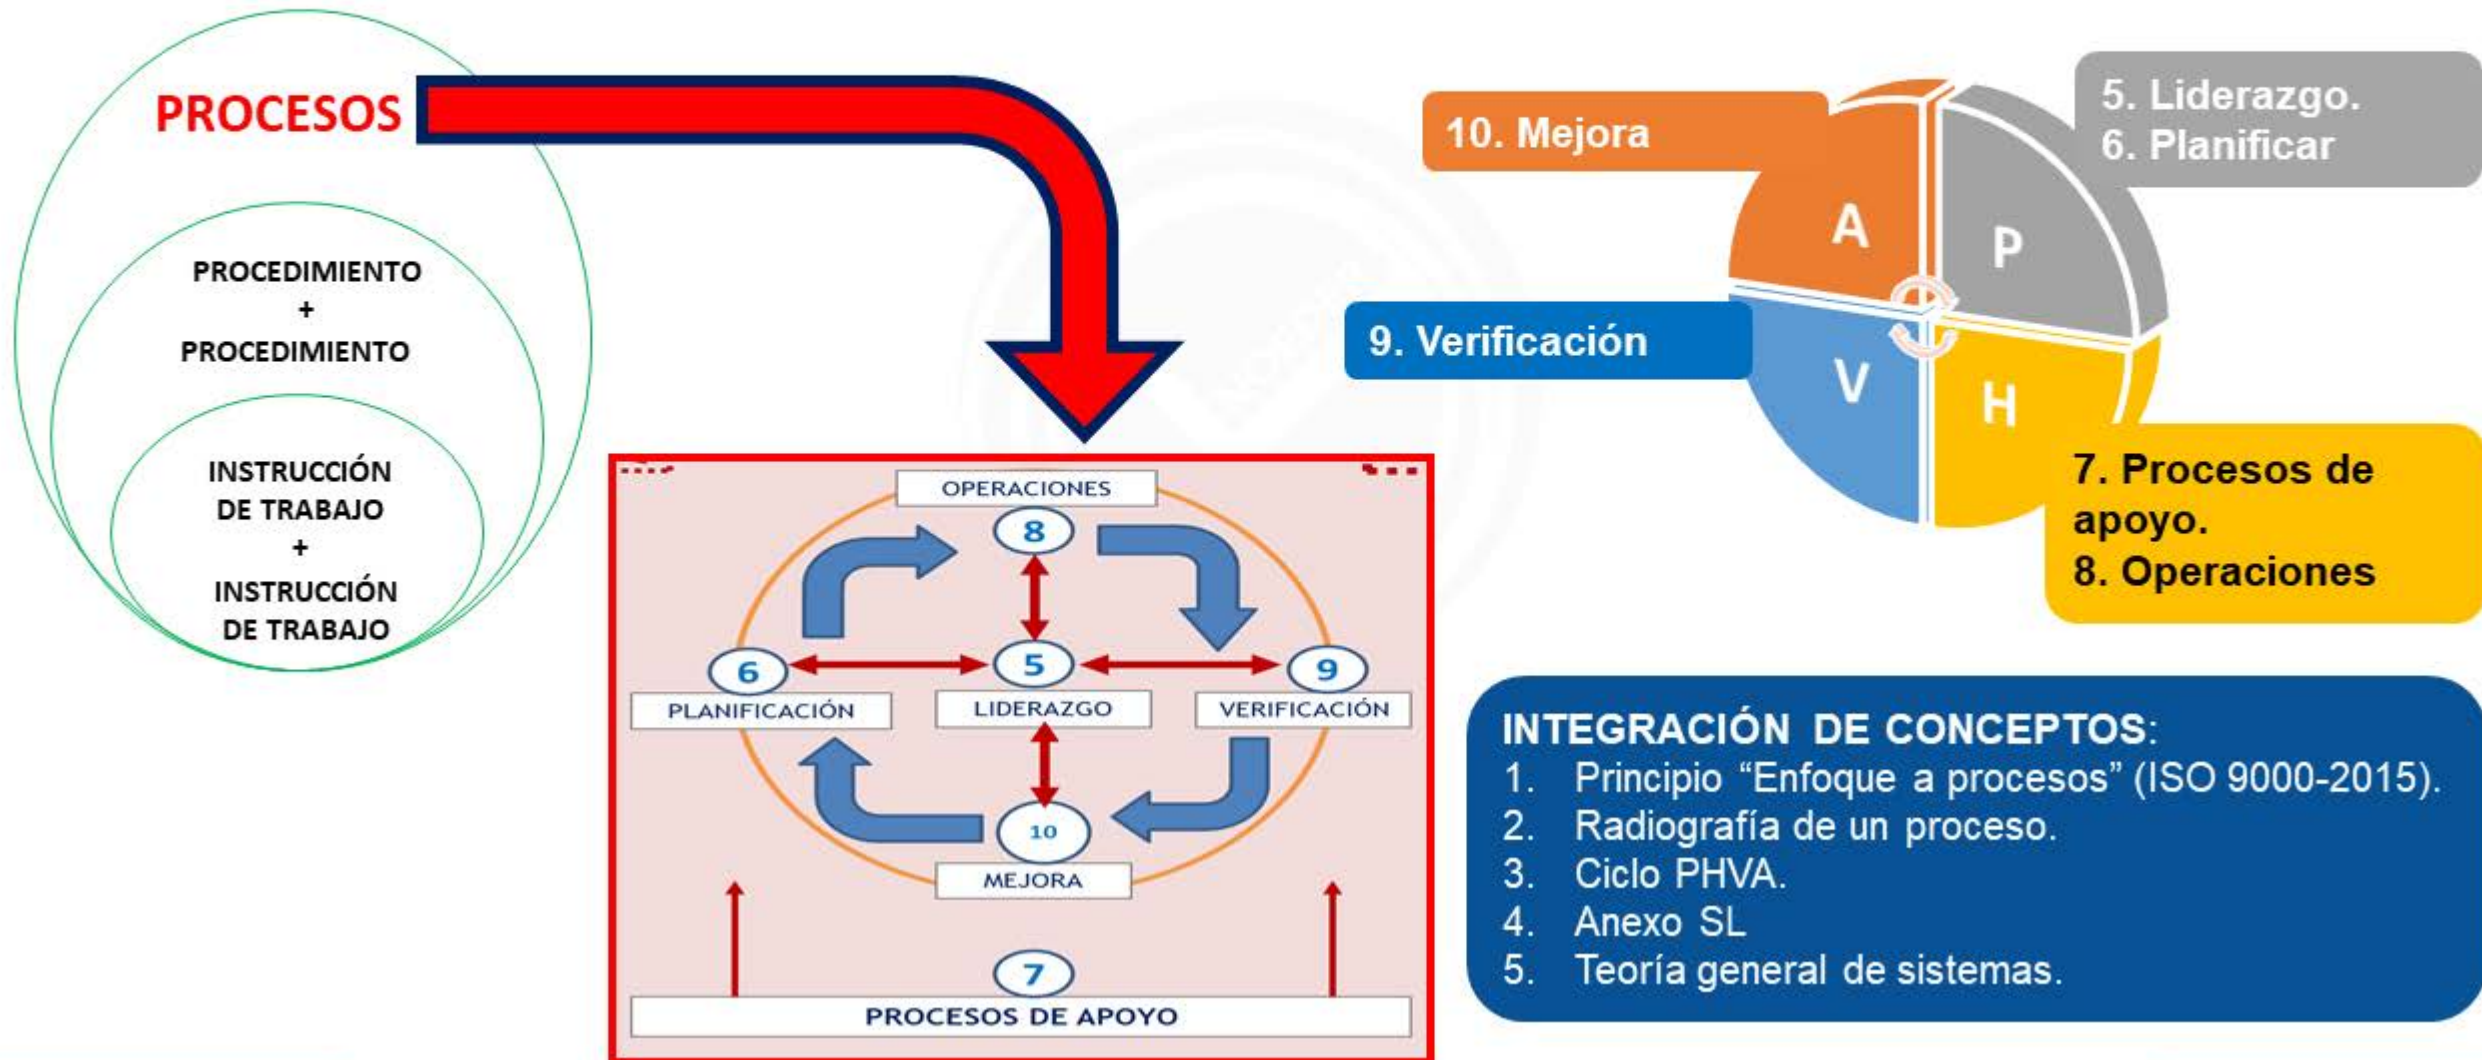 PROCESOS
PROCEDIMIENTO
+
PROCEDIMIENTO
INSTRUCCIÓN
DE TRABAJO
+
INSTRUCCIÓN
DE TRABAJO
OPERACIONES
8
6
5
9
PLANIFICACIÓN
LIDERAZGO
VERIFICACIÓN
10
MEJORA
7
PROCESOS DE APOYO
10. Mejora
5. Liderazgo.
6. Planificar
A
P
9. Verificación
V
H
7. Procesos de
apoyo.
8. Operaciones
INTEGRACIÓN DE CONCEPTOS:
1. Principio “Enfoque a procesos” (ISO 9000-2015).
2. Radiografía de un proceso.
3. Ciclo PHVA.
4. Anexo SL
5. Teoría general de sistemas.